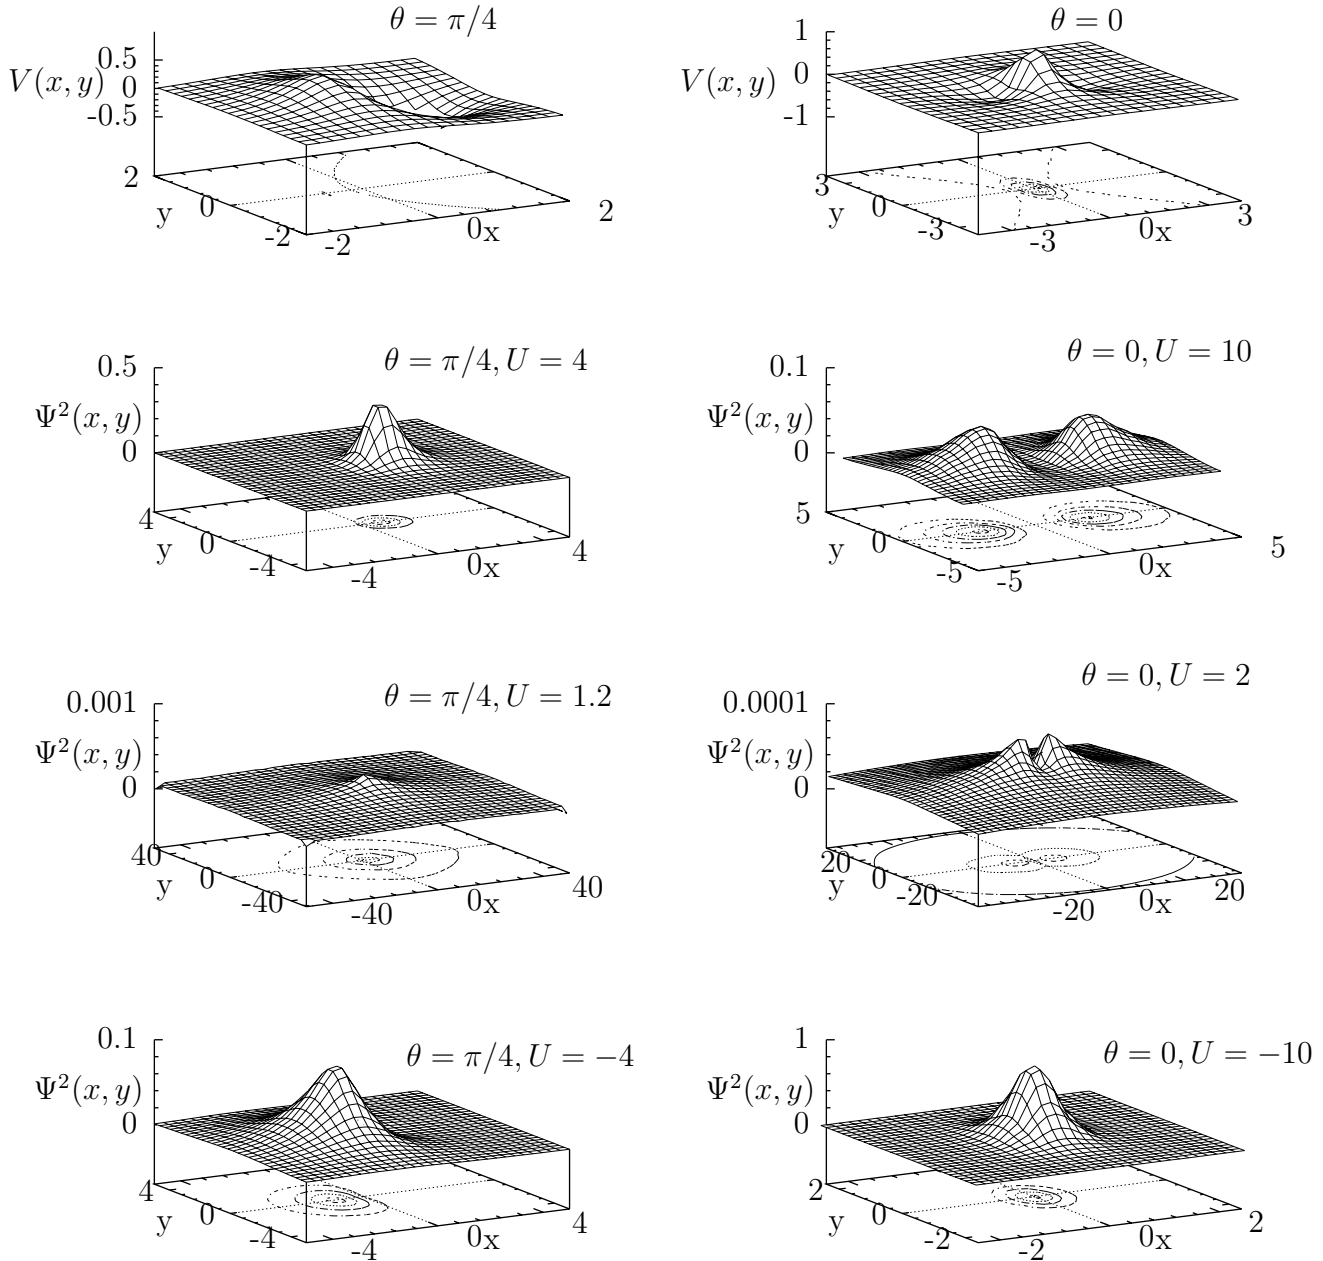 θ = π/4
0.5
V(x, y) 0
-0.5
2
y 0
-2 -2
0x
2
θ = 0
1
V(x, y) 0
-1
3
y 0
-3 -3
0x
3
θ = π/4, U = 4
0.5
Ψ²(x, y)
0
4
y 0
-4
-4
0x
4
θ = 0, U = 10
0.1
Ψ²(x, y)
0
5
y 0
-5 -5
0x
5
θ = π/4, U = 1.2
0.001
Ψ²(x, y)
0
40
y 0
-40 -40
0x
40
θ = 0, U = 2
0.0001
Ψ²(x, y)
0
20
y 0
-20
-20
0x
20
θ = π/4, U = −4
0.1
Ψ²(x, y)
0
4
y 0
-4
-4
0x
4
θ = 0, U = −10
1
Ψ²(x, y)
0
2
y 0
-2
-2
0x
2